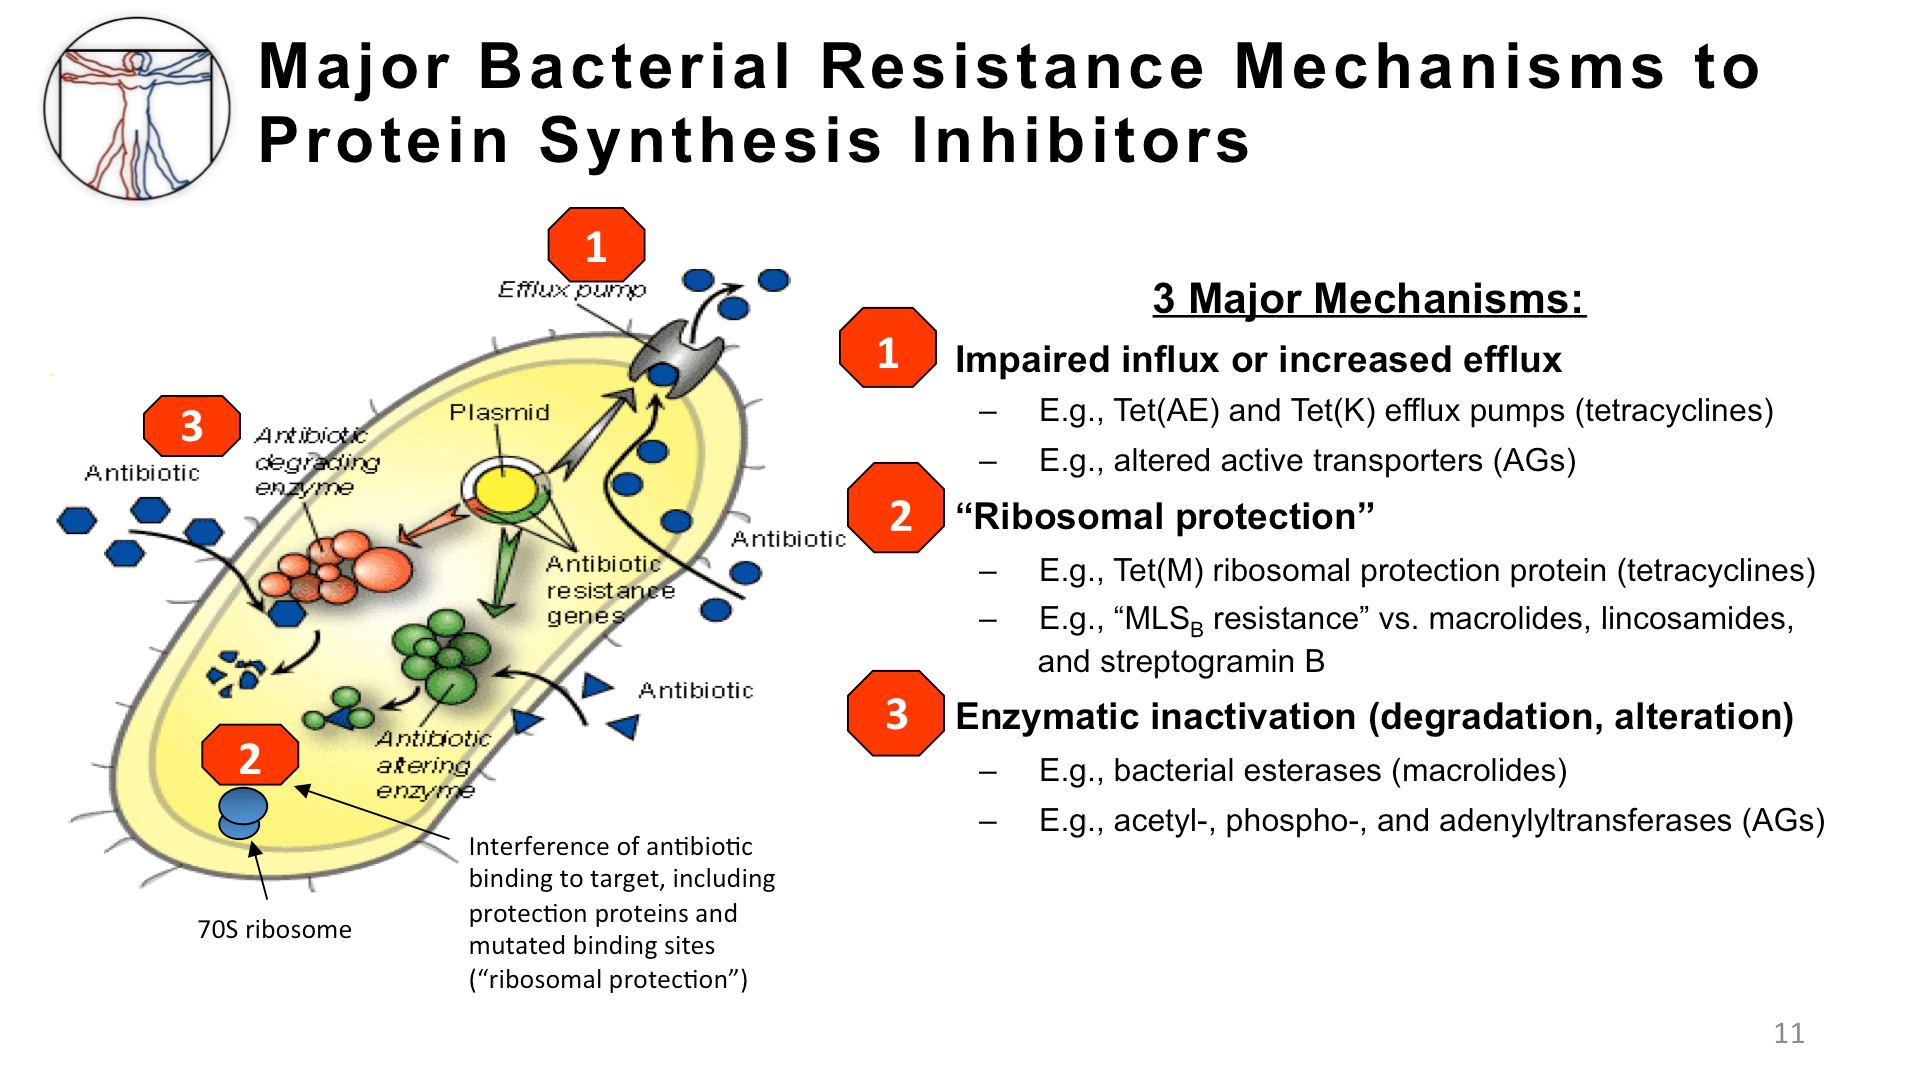 Major Bacterial Resistance Mechanisms to
Protein Synthesis Inhibitors
1
Efflux pump
3
Antibiotic
degrading
enzyme
Antibiotic
Plasmid
Antibiotic
resistance
genes
Antibiotic
Antibiotic
Antibiotic
altering
enzyme
2
70S ribosome
Interference of antibiotic
binding to target, including
protection proteins and
mutated binding sites
(“ribosomal protection”)
3 Major Mechanisms:
1 Impaired influx or increased efflux
– E.g., Tet(AE) and Tet(K) efflux pumps (tetracyclines)
– E.g., altered active transporters (AGs)
2 “Ribosomal protection”
– E.g., Tet(M) ribosomal protection protein (tetracyclines)
– E.g., “MLSB resistance” vs. macrolides, lincosamides,
and streptogramin B
3 Enzymatic inactivation (degradation, alteration)
– E.g., bacterial esterases (macrolides)
– E.g., acetyl-, phospho-, and adenylyltransferases (AGs)
11